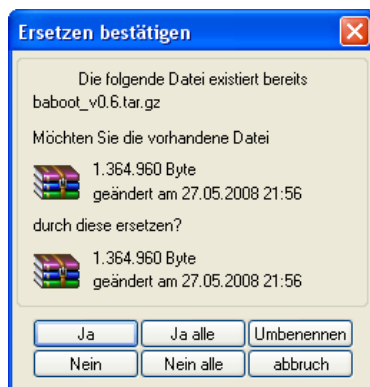 Ersetzen bestätigen
Die folgende Datei existiert bereits
baboot_v0.6.tar.gz
Möchten Sie die vorhandene Datei
1.364.960 Byte
geändert am 27.05.2008 21:56
durch diese ersetzen?
1.364.960 Byte
geändert am 27.05.2008 21:56
Ja Ja alle Umbenennen
Nein Nein alle abbruch